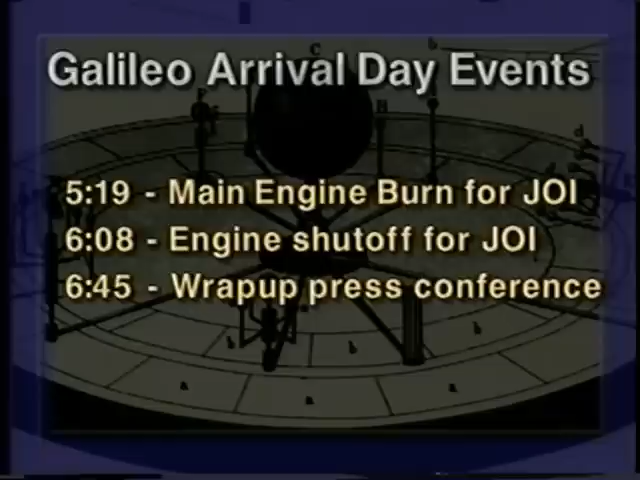 Galileo Arrival Day Events
5:19 - Main Engine Burn for JOI
6:08 - Engine shutoff for JOI
6:45 - Wrapup press conference